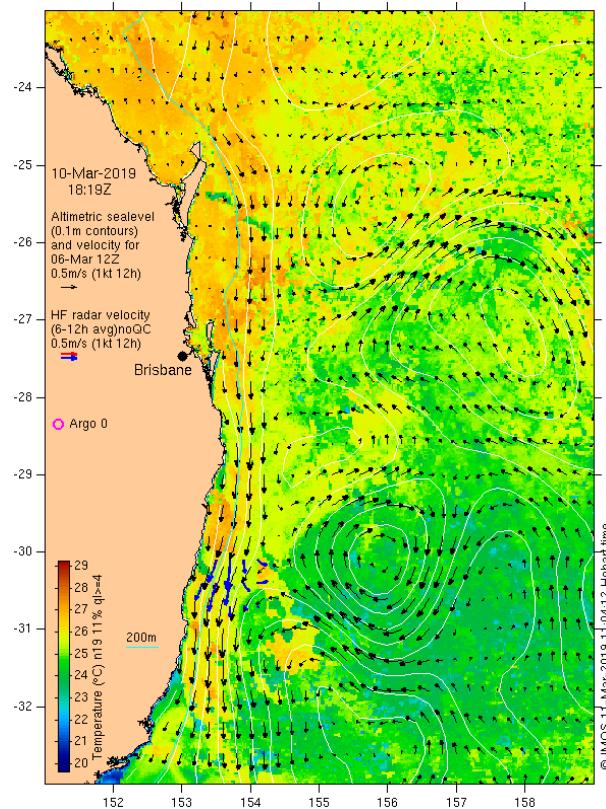 -24
-25
-26
-27
-28
-29
-30
-31
-32
10-Mar-2019
18:19Z
Altimetric sealevel
(0.1m contours)
and velocity for
06-Mar 12Z
0.5m/s (1kt 12h)
HF radar velocity
(6-12h avg)noQC
0.5m/s (1kt 12h)
Brisbane
Argo 0
29
28
27
26
25
24
23
22
21
20
Temperature (ºC) n19 11% ql>=4
200m
152
153
154
155
156
157
158
© IMOS 11-Mar-2019 11:04:12 Hobart time